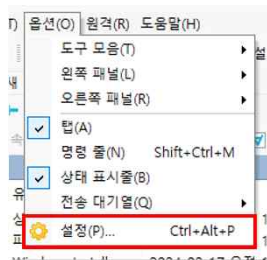 옵션(O) 원격(R) 도움말(H)
도구 모음(T)
왼쪽 패널(L)
오른쪽 패널(R)
탭(A)
명령 줄(N) Shift+Ctrl+M
상태 표시줄(B)
전송 대기열(Q)
설정(P)... Ctrl+Alt+P